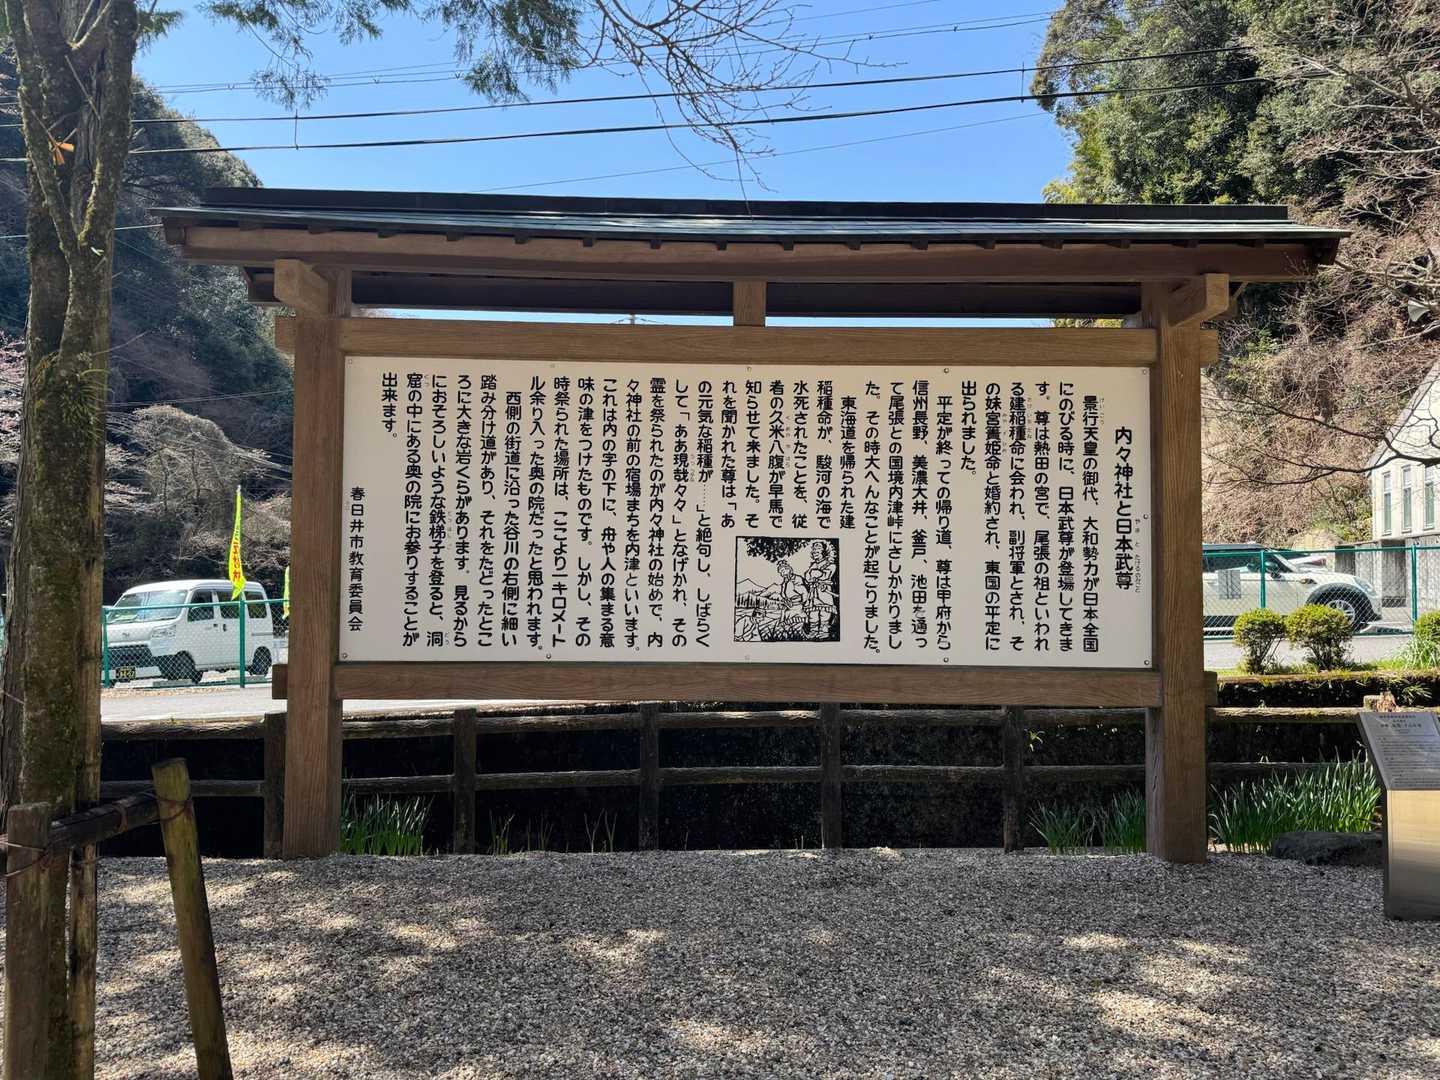 内々神社と日本武尊
景行天皇の御代、大和勢力が日本全国
にのびる時に、日本武尊が登場してきま
す。尊は熱田の宮で、尾張の祖といわれ
る建稲種命に会われ、副将軍とされ、そ
の妹宮簀姫命と婚約され、東国の平定に
出られました。
平定が終っての帰り道、尊は甲府から
信州長野、美濃大井、釜戸、池田を通っ
て尾張との国境内津峠にさしかかりまし
た。その時大へんなことが起こりました。
東海道を帰られた建
稲種命が、駿河の海で
水死されたことを、従
者の久米八腹が早馬で
知らせて来ました。そ
れを聞かれた尊は「あ
の元気な稲種が……」と絶句し、しばらく
して「ああ現哉々々」となげかれ、その
霊を祭られたのが内々神社の始めで、内
々神社の前の宿場まちを内津といいます。
これは内の字の下に、舟や人の集まる意
味の津をつけたものです。しかし、その
時祭られた場所は、ここより一キロメート
ル余り入った奥の院だったと思われます。
西側の街道に沿った谷川の右側に細い
踏み分け道があり、それをたどったとこ
ろに大きな岩くらがあります。見るから
におそろしいような鉄梯子を登ると、洞
窟の中にある奥の院にお参りすることが
出来ます。
春日井市教育委員会